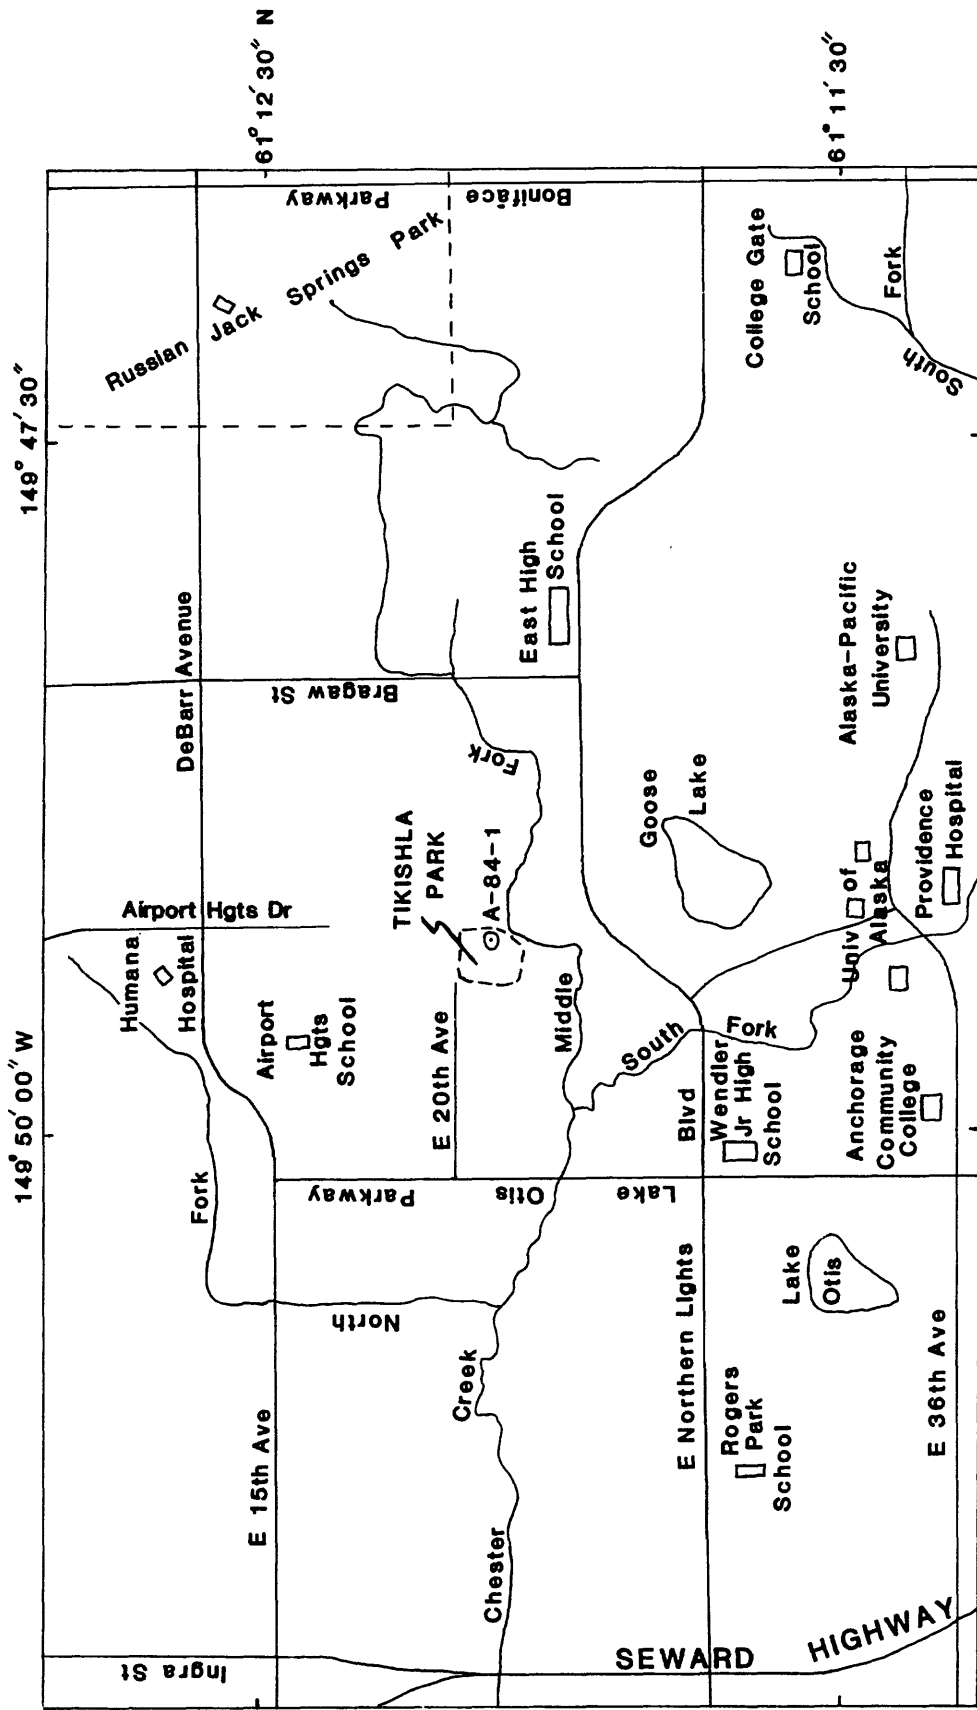 149° 50′ 00″ W
149° 47′ 30″
61° 12′ 30″ N
61° 11′ 30″
Russian Jack Springs Park
Boniface
Parkway
DeBarr Avenue
Airport Hgts Dr
Humana
Hospital
Fork
Airport
Hgts
School
Bragaw St
TIKISHLA
PARK
A-84-1
Fork
East High
School
E 20th Ave
Middle
Parkway
Otis
Lake
North
E 15th Ave
Ingra St
Creek
Chester
South
Fork
Goose
Lake
E Northern Lights
Blvd
Wendler
Jr High
School
College Gate
School
Fork
South
Alaska-Pacific
University
Univ of
Alaska
Providence
Hospital
Anchorage
Community
College
Lake
Otis
Rogers
Park
School
E 36th Ave
SEWARD
HIGHWAY